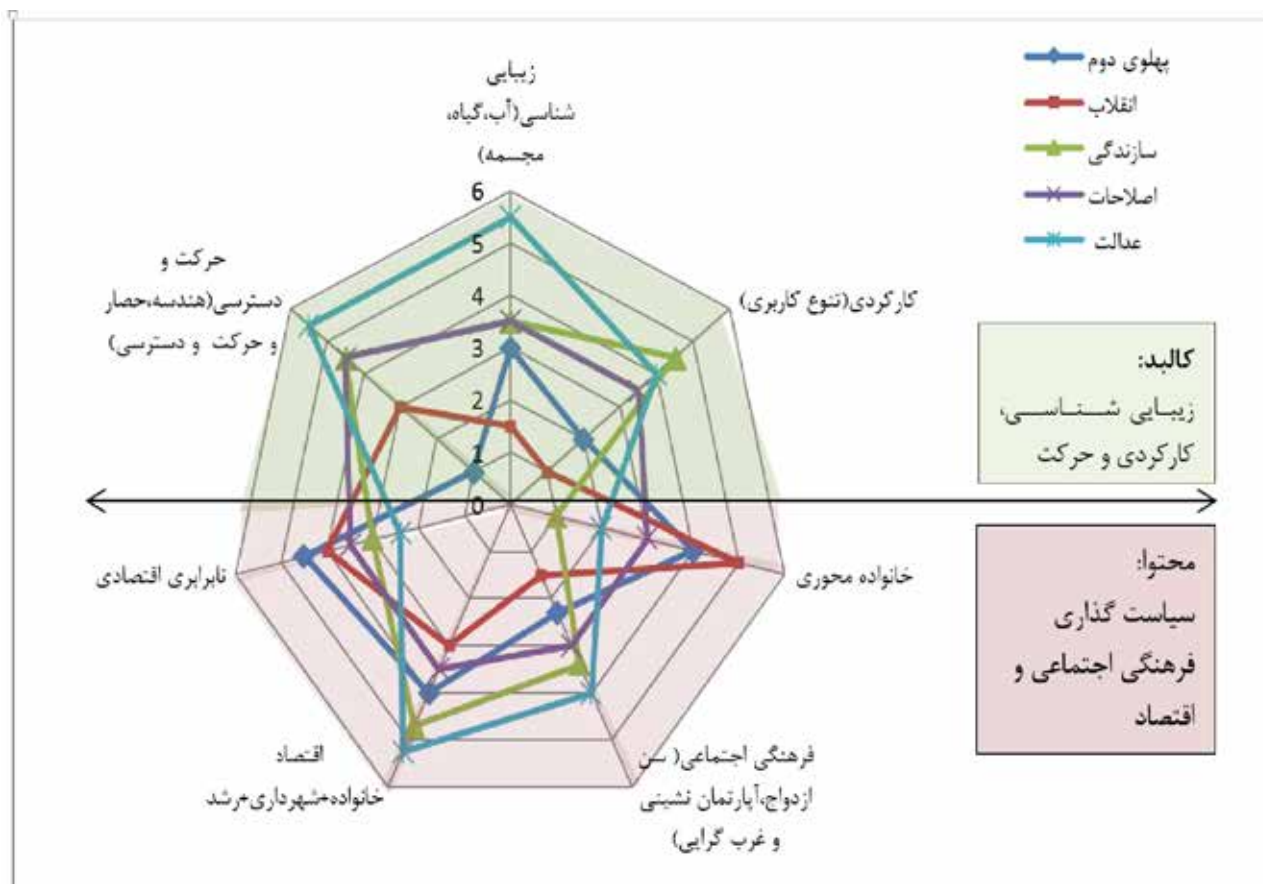 زیبایی
شناسی(آب،گیاه،
مجسمه)
پهلوی دوم
انقلاب
سازندگی
اصلاحات
عدالت
6
5
4
3
2
1
0
حرکت و
دسترسی(هندسه،حصار
و حرکت و دسترسی)
کارکردی(تنوع کاربری)
کالبد:
زیبایی شناسی،
کارکردی و حرکت
نابرابری اقتصادی
خانواده محوری
محتوا:
سیاست گذاری
فرهنگی اجتماعی و
اقتصاد
اقتصاد
خانواده+شهرداری+رشد
فرهنگی اجتماعی( سن
ازدواج،آپارتمان نشینی
و غرب گرایی)